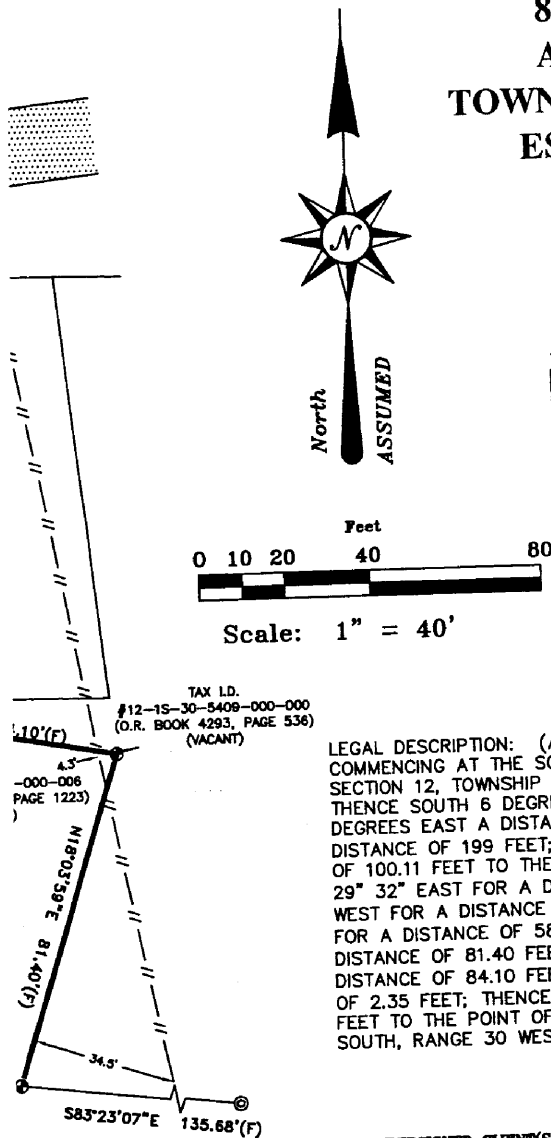 8
A
TOWN
ES
N
North
ASSUMED
Feet
0 10 20 40 80
Scale: 1" = 40'
TAX I.D.
#12-1S-30-5409-000-000
(O.R. BOOK 4293, PAGE 536)
(VACANT)
.10'(F)
4.3'
-000-006
PAGE 1223)
)
N18°03'59"E 81.40'(F)
34.5'
S83°23'07"E 135.68'(F)
LEGAL DESCRIPTION: (A
COMMENCING AT THE SO
SECTION 12, TOWNSHIP
THENCE SOUTH 6 DEGRE
DEGREES EAST A DISTA
DISTANCE OF 199 FEET;
OF 100.11 FEET TO THE
29" 32" EAST FOR A D
WEST FOR A DISTANCE
FOR A DISTANCE OF 58
DISTANCE OF 81.40 FEE
DISTANCE OF 84.10 FEE
OF 2.35 FEET; THENCE
FEET TO THE POINT OF
SOUTH, RANGE 30 WES